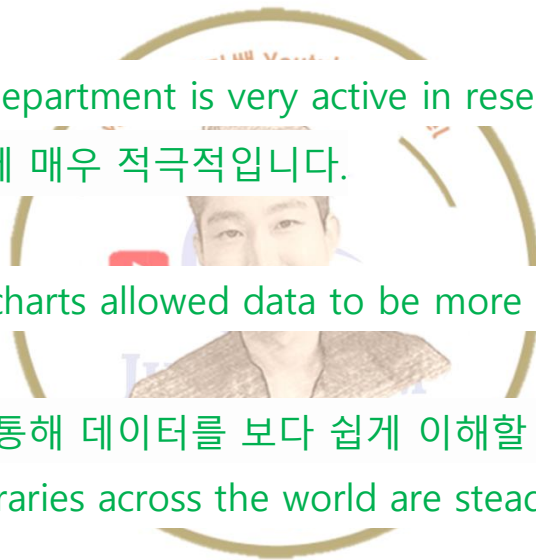 epartment is very active in rese
매우 적극적입니다.
charts allowed data to be more
통해 데이터를 보다 쉽게 이해할
raries across the world are stead